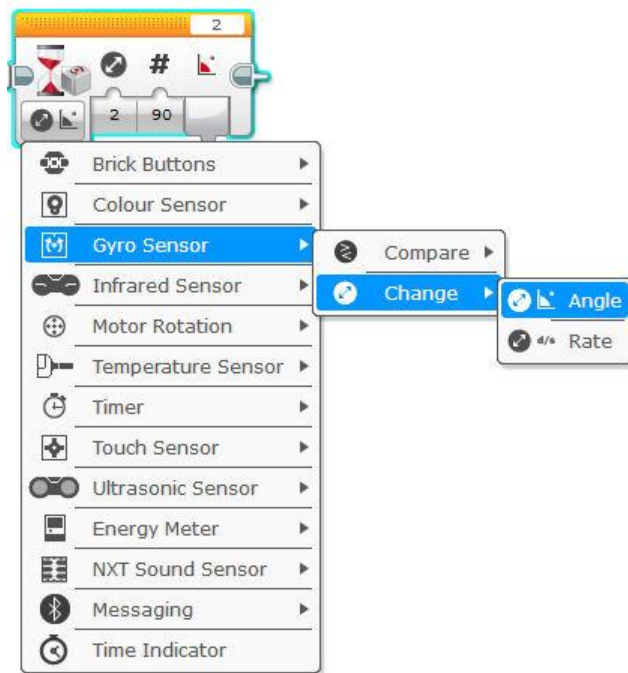 2
#
2 90
Brick Buttons
Colour Sensor
Gyro Sensor
Compare
Infrared Sensor
Change
Angle
Motor Rotation
d/s Rate
Temperature Sensor
Timer
Touch Sensor
Ultrasonic Sensor
Energy Meter
NXT Sound Sensor
Messaging
Time Indicator